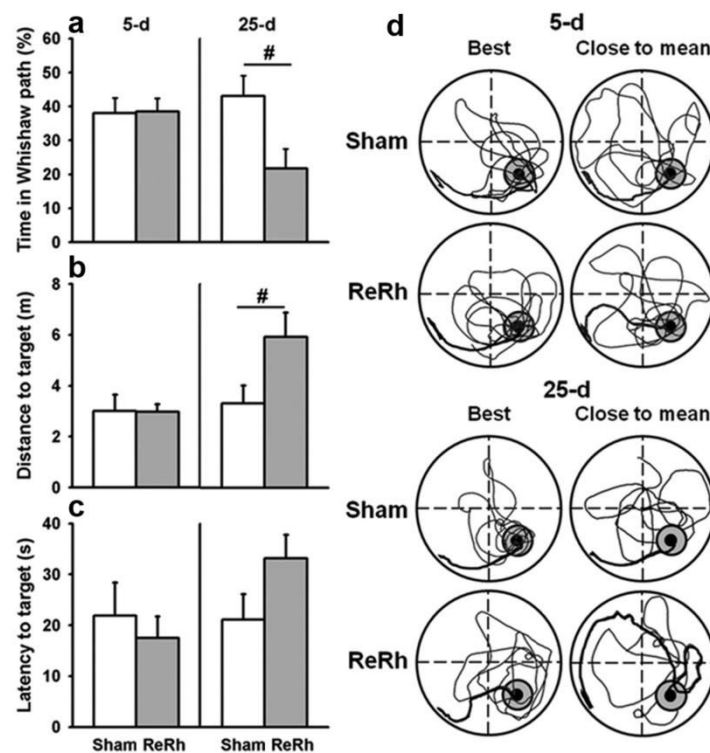 a
5-d
25-d
Time in Whishaw path (%)
60
50
40
30
20
10
0
#
b
Distance to target (m)
8
6
4
2
0
#
c
Latency to target (s)
40
30
20
10
0
Sham ReRh
Sham ReRh
d
5-d
Best
Close to mean
Sham
ReRh
25-d
Best
Close to mean
Sham
ReRh